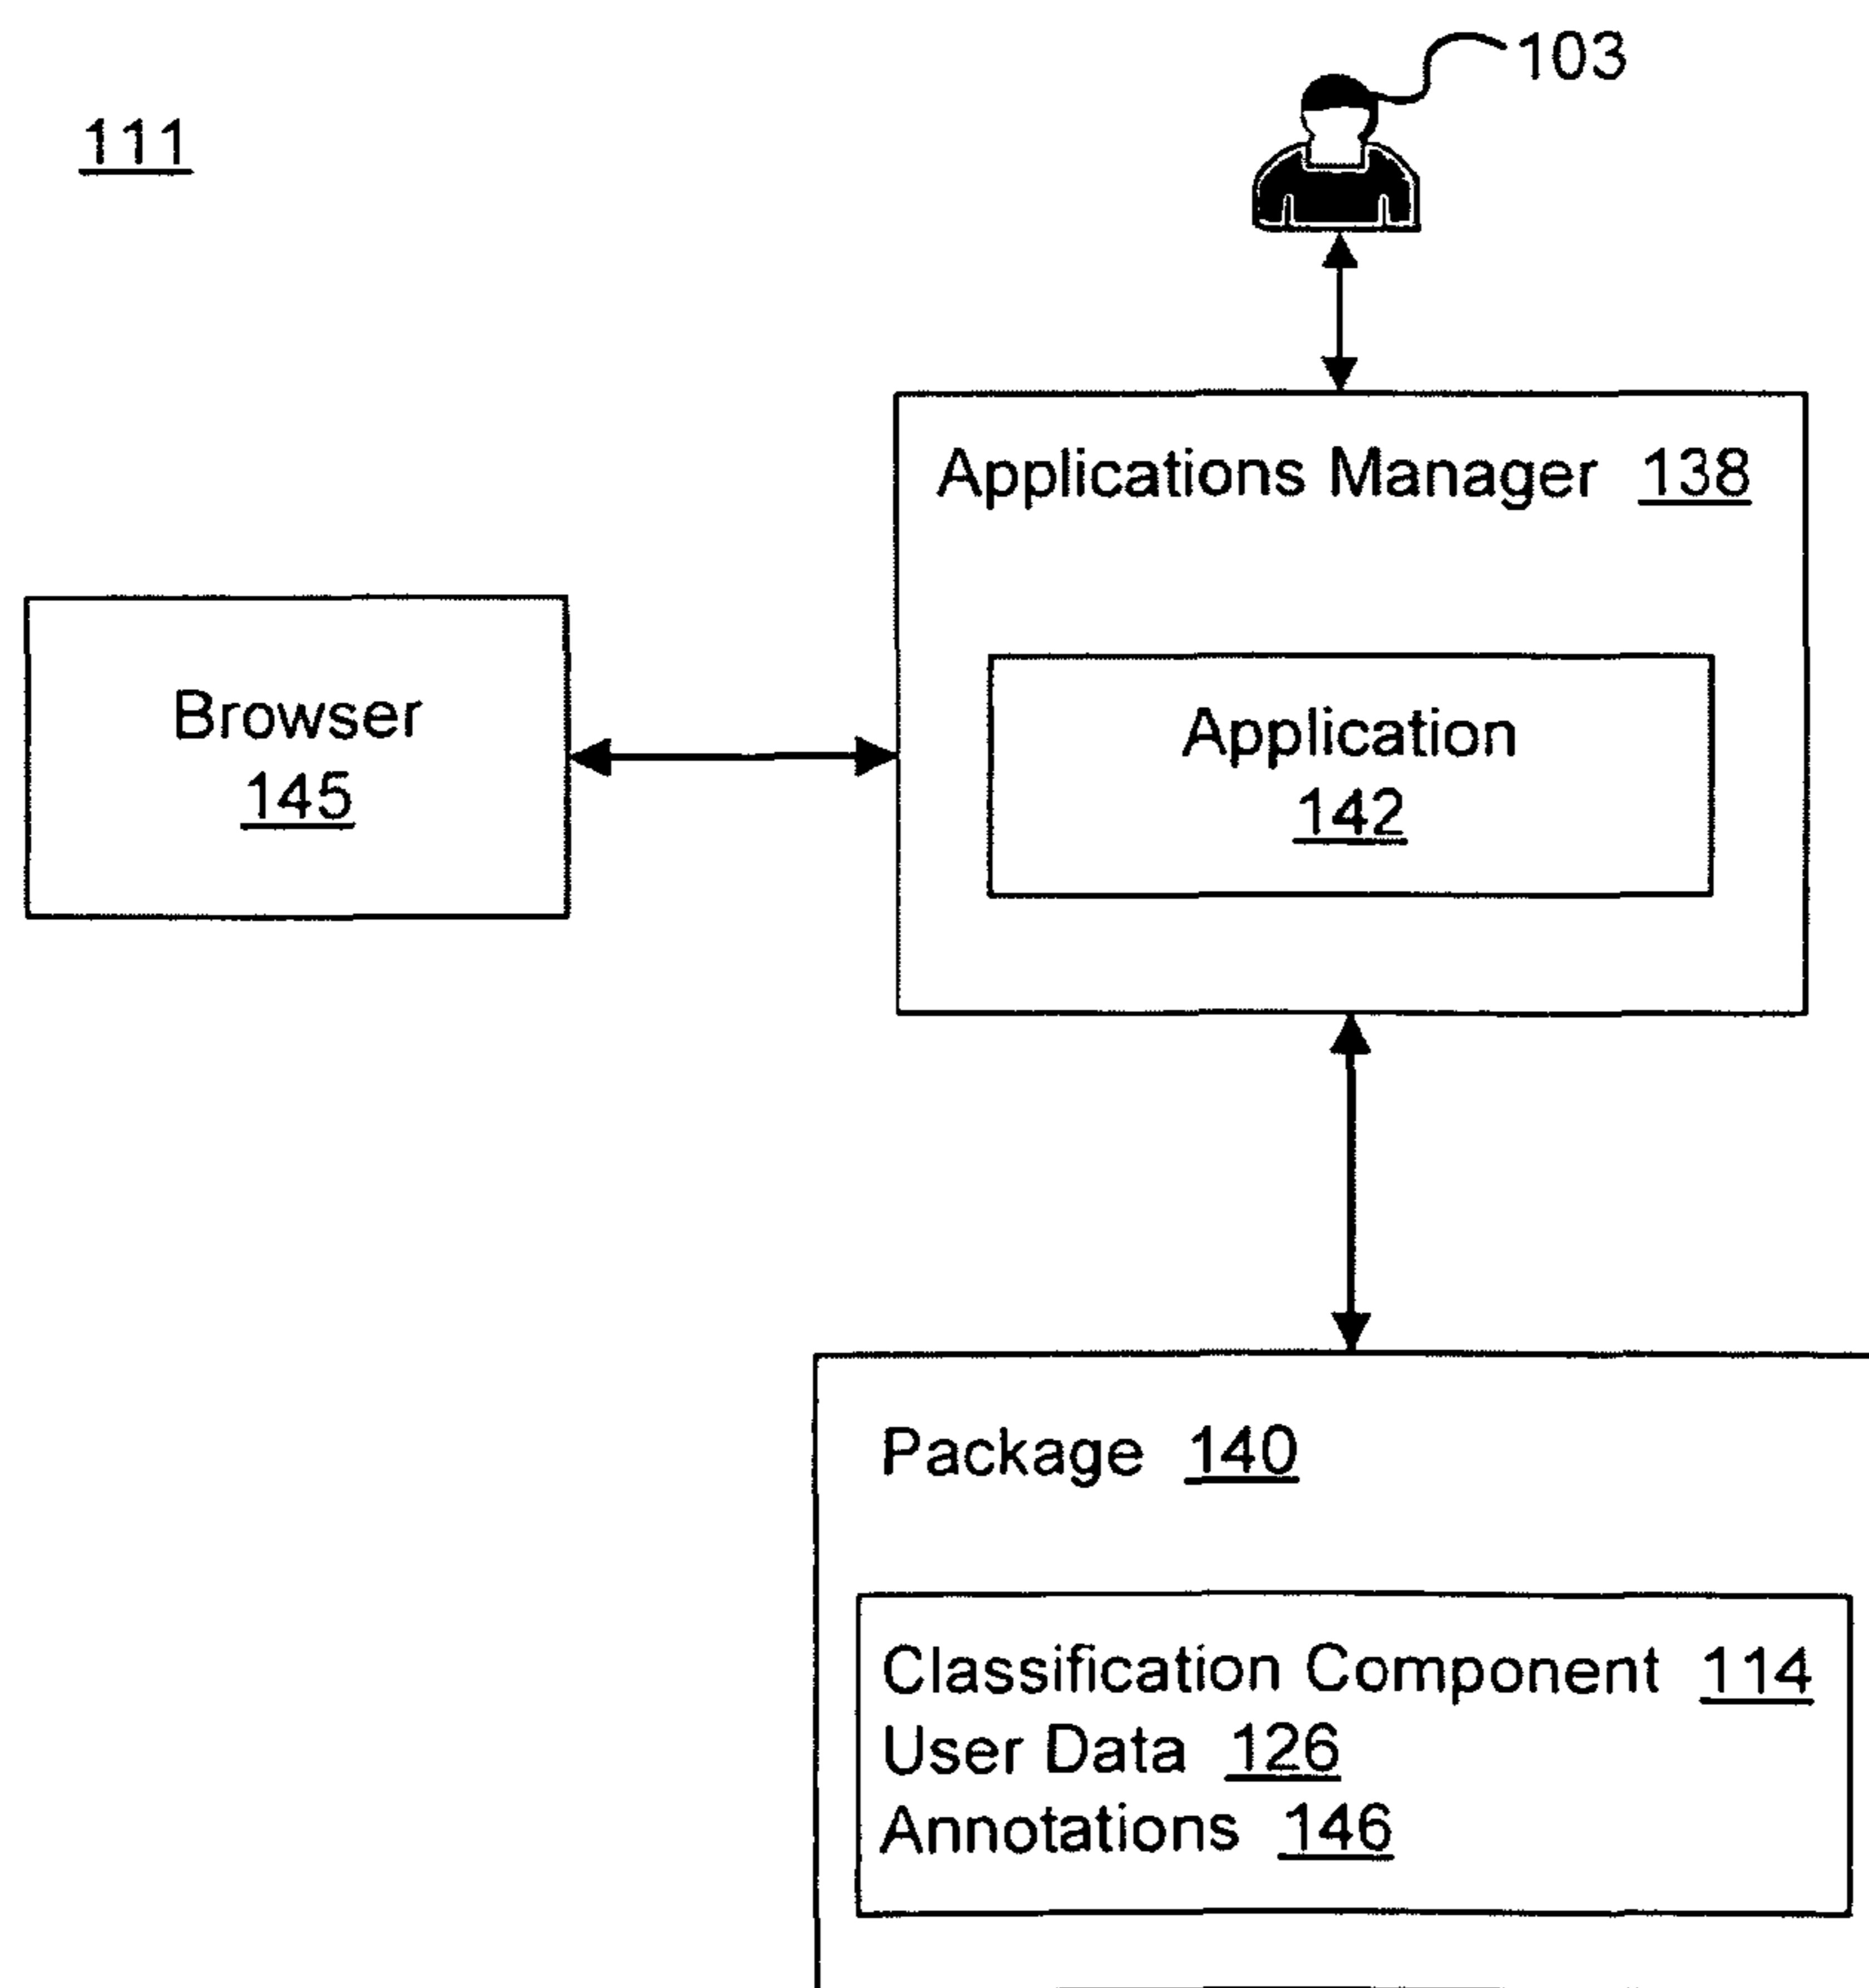 103
111
Applications Manager 138
Browser
145
Application
142
Package 140
Classification Component 114
User Data 126
Annotations 146